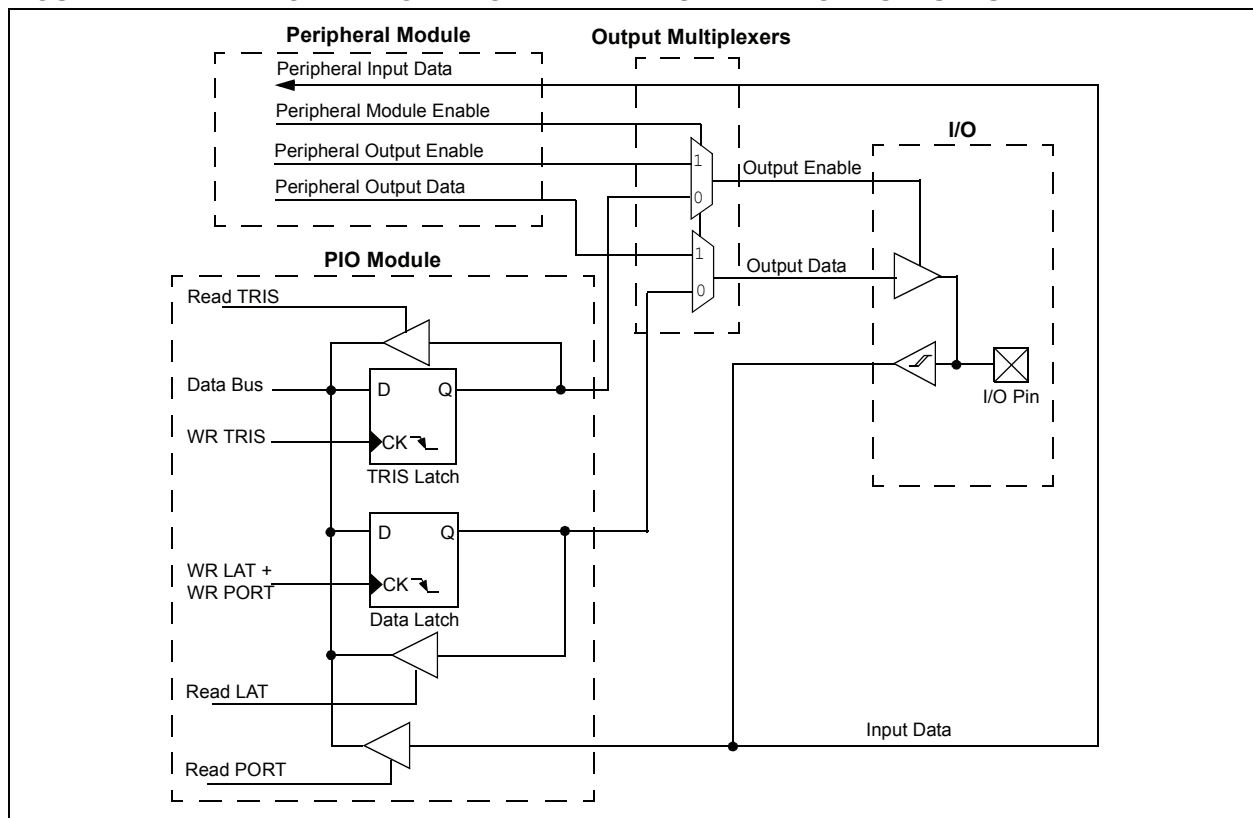 Peripheral Module
Output Multiplexers
Peripheral Input Data
Peripheral Module Enable
I/O
Peripheral Output Enable
1
Output Enable
Peripheral Output Data
0
PIO Module
1
Output Data
0
Read TRIS
Data Bus
D
Q
I/O Pin
WR TRIS
CK
TRIS Latch
D
Q
WR LAT +
WR PORT
CK
Data Latch
Read LAT
Input Data
Read PORT